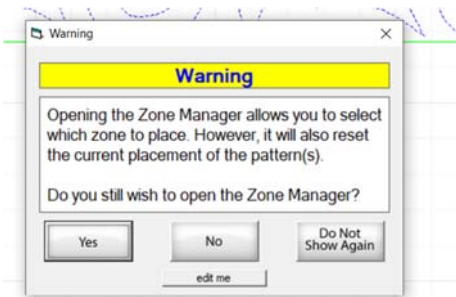 Warning
Warning
Opening the Zone Manager allows you to select
which zone to place. However, it will also reset
the current placement of the pattern(s).
Do you still wish to open the Zone Manager?
Yes
No
Do Not
Show Again
edit me